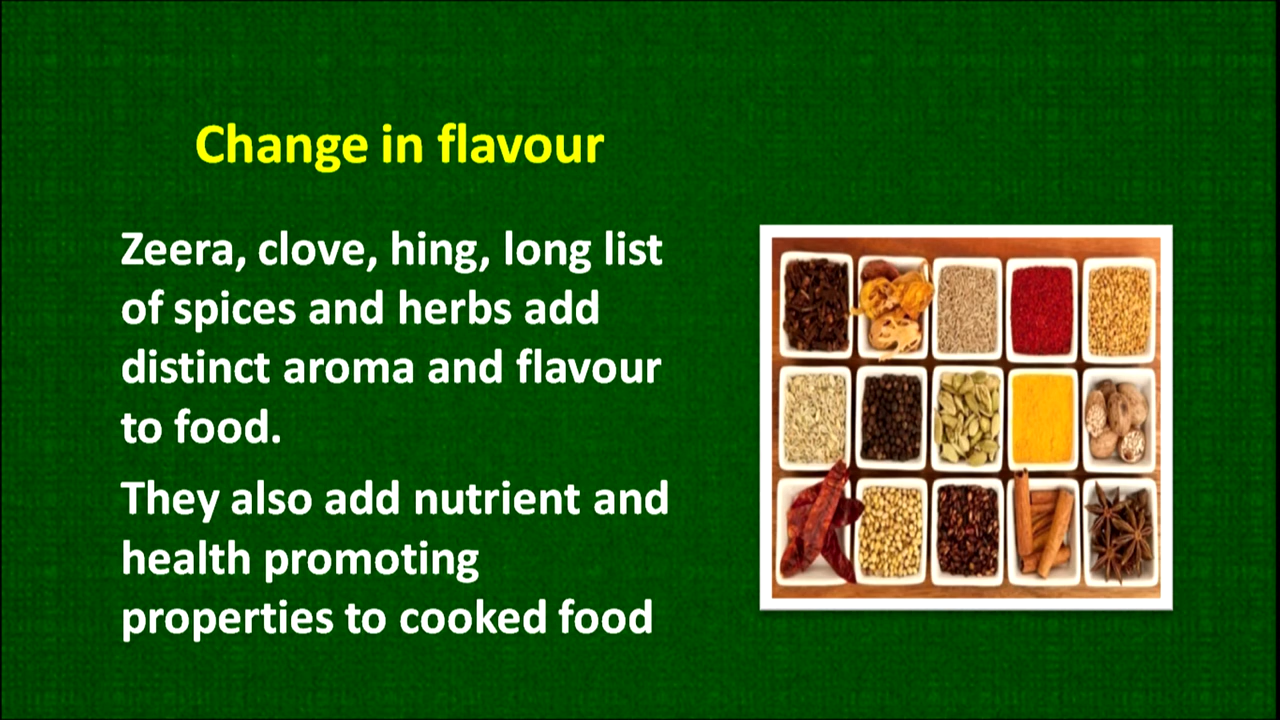 Change in flavour
Zeera, clove, hing, long list
of spices and herbs add
distinct aroma and flavour
to food.
They also add nutrient and
health promoting
properties to cooked food